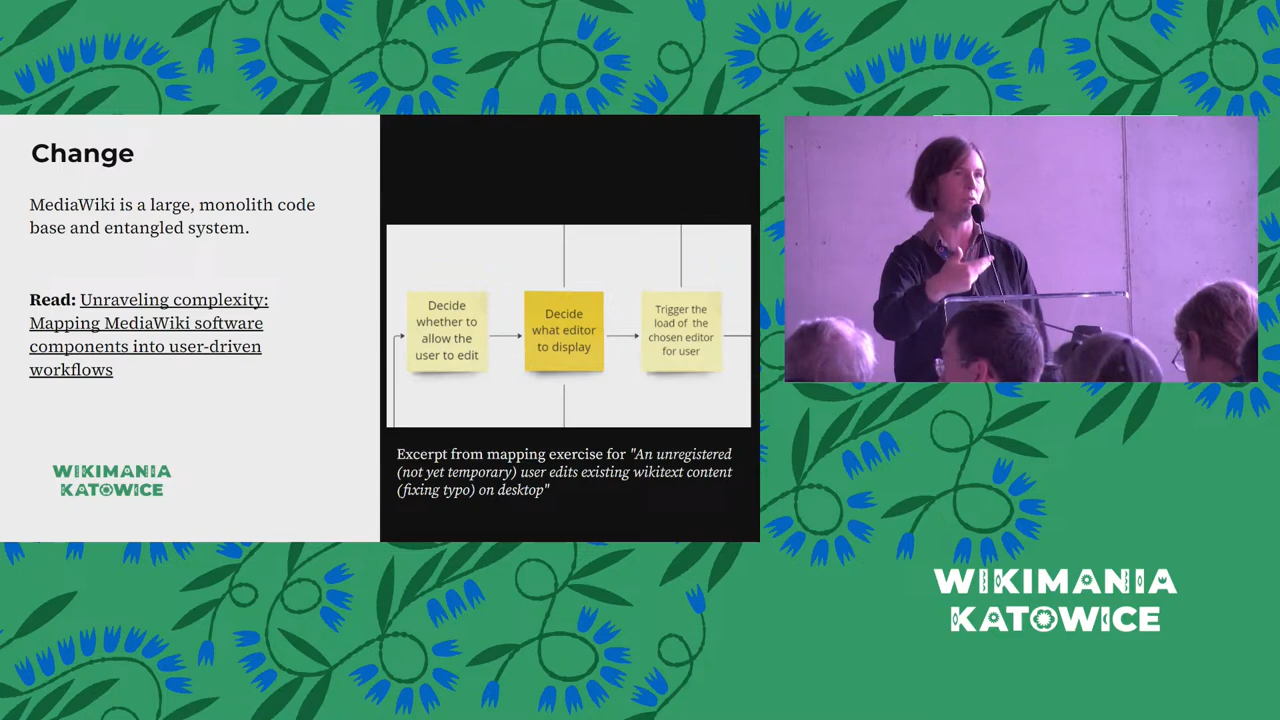 Change
MediaWiki is a large, monolith code
base and entangled system.
Read: Unraveling complexity:
Mapping MediaWiki software
components into user-driven
workflows
WIKIMANIA
KATOWICE
Decide
whether to
allow the
user to edit
Decide
what editor
to display
Trigger the
load of the
chosen editor
for user
Excerpt from mapping exercise for "An unregistered
(not yet temporary) user edits existing wikitext content
(fixing typo) on desktop"
WIKIMANIA
KATOWICE